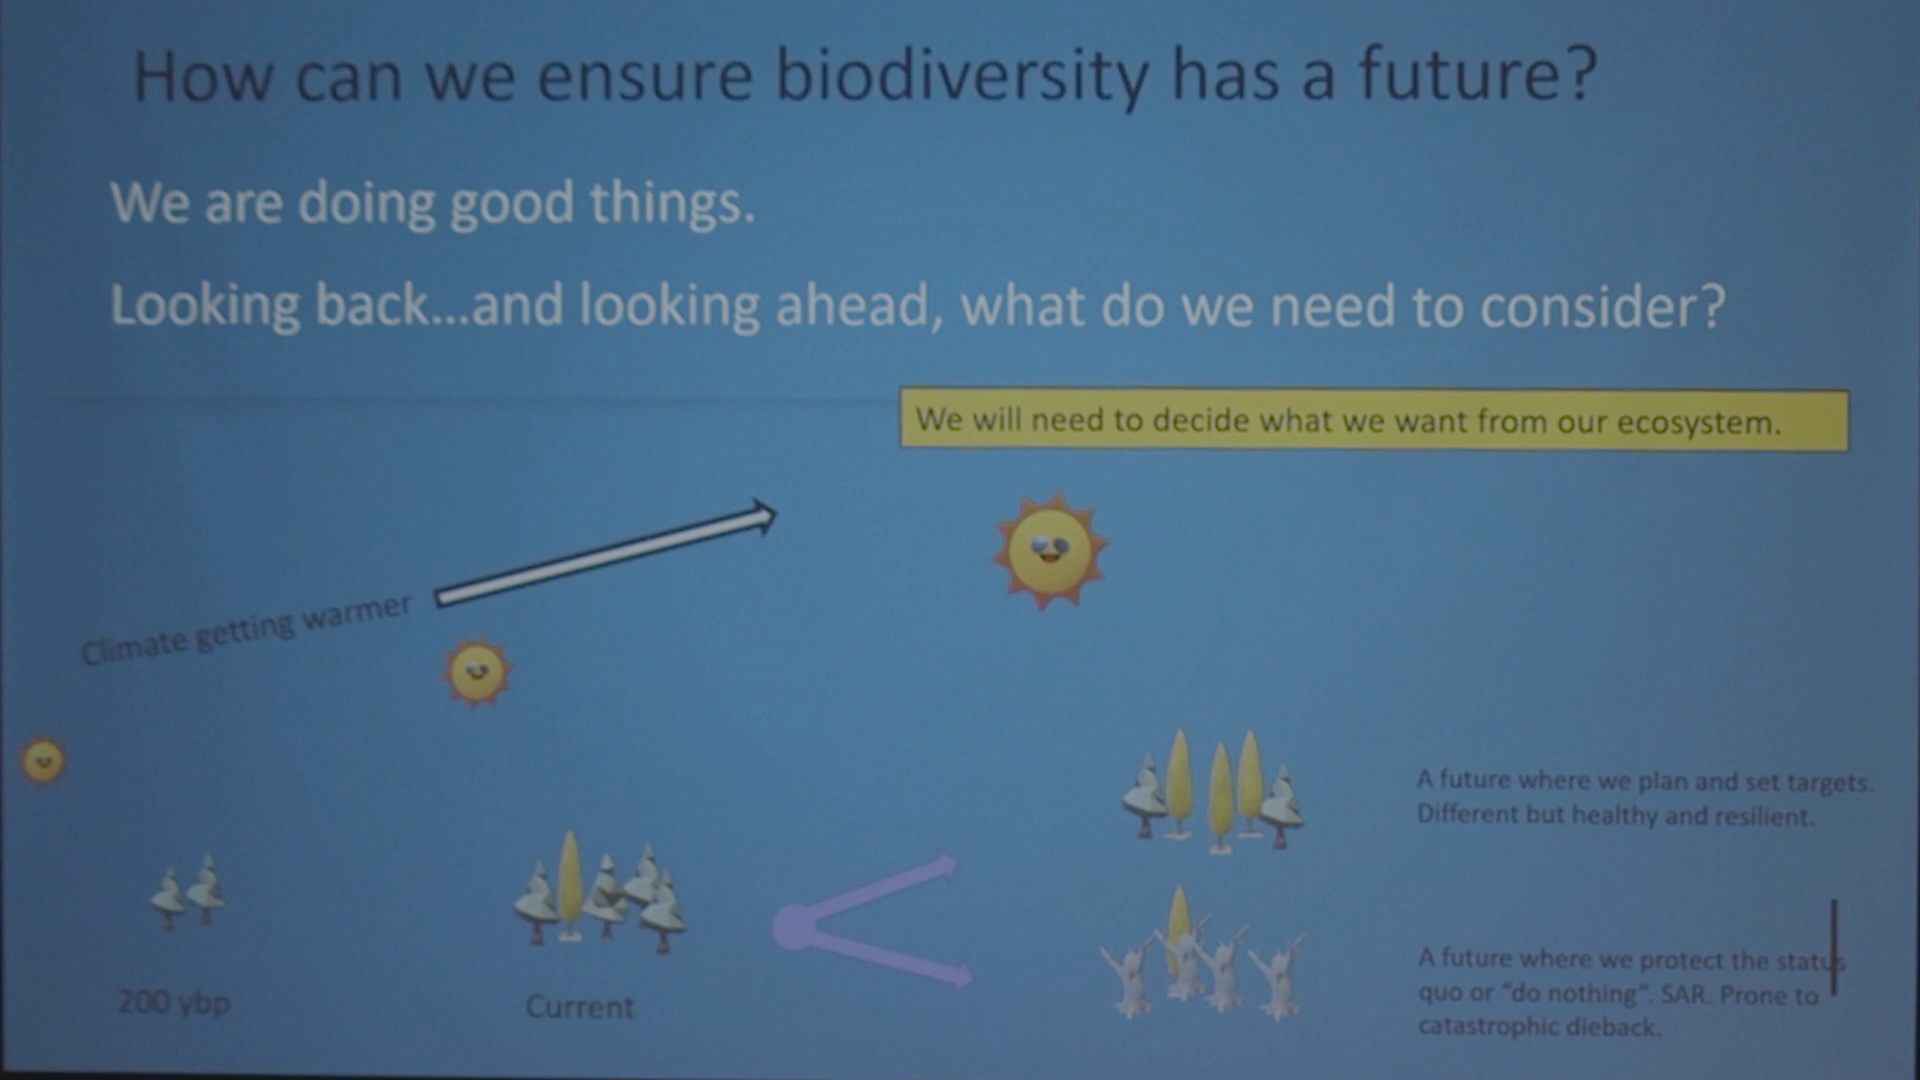 How can we ensure biodiversity has a future?
We are doing good things.
Looking back...and looking ahead, what do we need to consider?
We will need to decide what we want from our ecosystem.
Climate getting warmer
A future where we plan and set targets.
Different but healthy and resilient.
200 ybp
Current
A future where we protect the status
quo or “do nothing”. SAR. Prone to
catastrophic dieback.